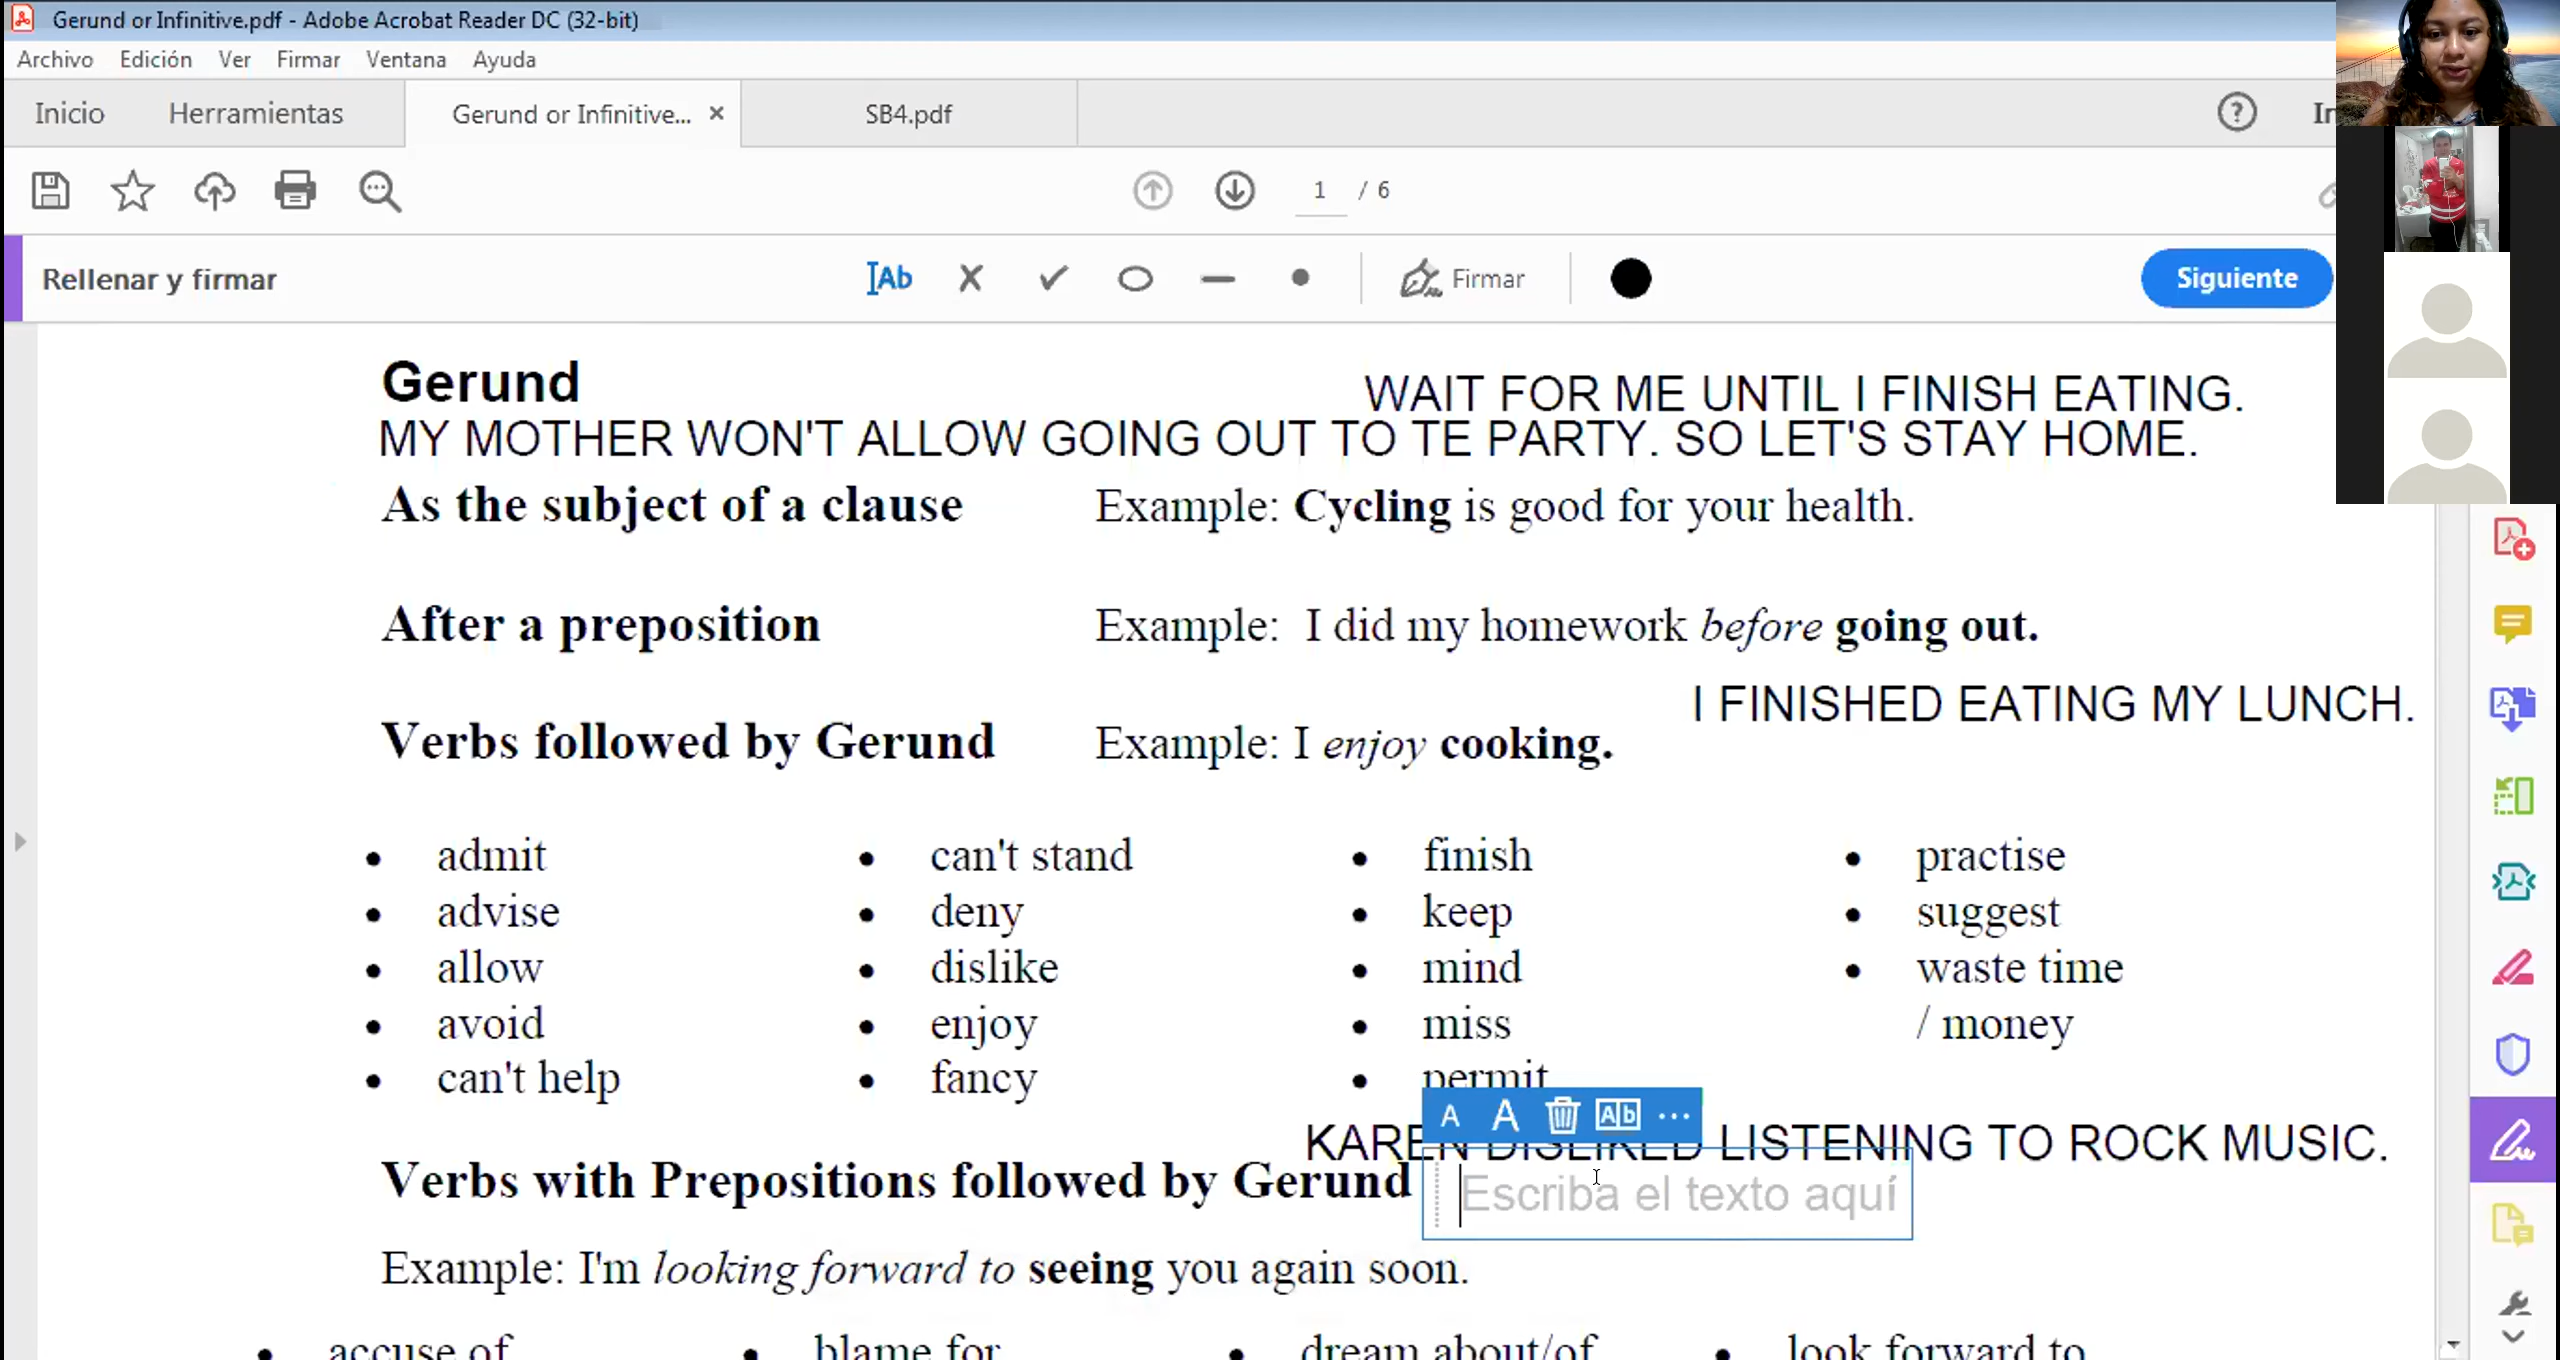 Gerund or Infinitive.pdf - Adobe Acrobat Reader DC (32-bit)
Archivo Edición Ver Firmar Ventana Ayuda
Inicio Herramientas Gerund or Infinitive... × SB4.pdf
1 / 6
Rellenar y firmar Ab Firmar Siguiente
Gerund
WAIT FOR ME UNTIL I FINISH EATING.
MY MOTHER WON'T ALLOW GOING OUT TO TE PARTY. SO LET'S STAY HOME.
As the subject of a clause Example: Cycling is good for your health.
After a preposition Example: I did my homework before going out.
I FINISHED EATING MY LUNCH.
Verbs followed by Gerund Example: I enjoy cooking.
• admit • can't stand • finish • practise
• advise • deny • keep • suggest
• allow • dislike • mind • waste time
• avoid • enjoy • miss / money
• can't help • fancy • permit
A A Ab ...
KAREN DISLIKED LISTENING TO ROCK MUSIC.
Verbs with Prepositions followed by Gerund Escriba el texto aquí
Example: I'm looking forward to seeing you again soon.
• accuse of • blame for • dream about/of • look forward to